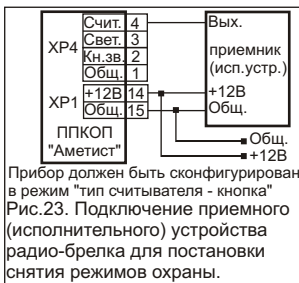 Счит. 4
Свет. 3
Кн.зв. 2
Общ. 1
XP4
+12В 14
Общ. 15
XP1
ППКОП
"Аметист"
Вых.
приемник
(исп.устр.)
+12В
Общ.
Общ.
+12В
Прибор должен быть сконфигурирован
в режим "тип считывателя - кнопка"
Рис.23. Подключение приемного
(исполнительного) устройства
радио-брелка для постановки
снятия режимов охраны.